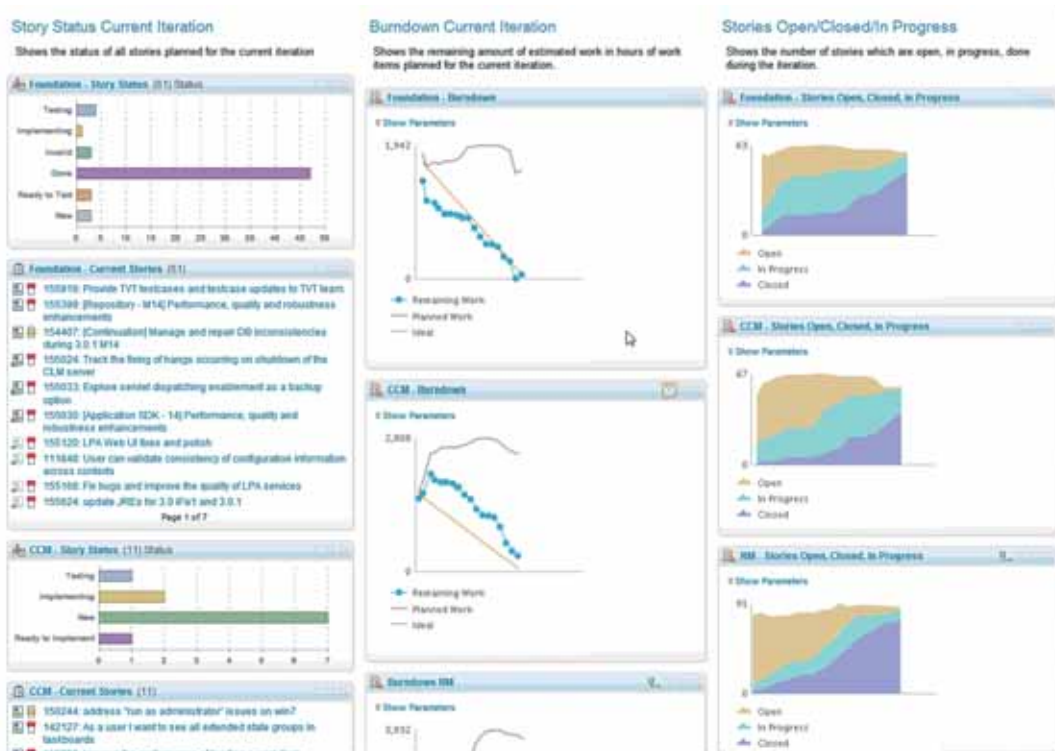 Story Status Current Iteration
Shows the status of all stories planned for the current iteration
Foundation - Story Status (61) Status
Testing
Implementing
Invalid
Done
Ready to Test
New
0 5 10 15 20 25 30 35 40 45 50
Foundation - Current Stories (61)
Provide TVT testcases and testcase updates to TVT team
[Repository - M14] Performance, quality and robustness
enhancements
154407: [Continuation] Manage and repair DB inconsistencies
during 3.0.1 M14
155024: Track the fixing of hangs occurring on shutdown of the
CLM server
155033: Explore servlet dispatching enablement as a backup
option
155030: [Application SDK - 14] Performance, quality and
robustness enhancements
155120: LPA Web UI fixes and polish
111640: User can validate consistency of configuration information
across contexts
155168: Fix bugs and improve the quality of LPA services
155624: update JREs for 3.0 iFix1 and 3.0.1
Page 1 of 7
CCM - Story Status (11) Status
Testing
Implementing
New
Ready to Implement
0 1 2 3 4 5 6 7
CCM - Current Stories (11)
150244: address "run as administrator" issues on win7
142127: As a user I want to see all extended state groups in
taskboards
Burndown Current Iteration
Shows the remaining amount of estimated work in hours of work
items planned for the current iteration.
Foundation - Burndown
Show Parameters
1,942
0
Remaining Work
Planned Work
Ideal
CCM - Burndown
Show Parameters
0
Remaining Work
Planned Work
Ideal
Burndown RM
Show Parameters
Stories Open/Closed/In Progress
Shows the number of stories which are open, in progress, done
during the iteration.
Foundation - Stories Open, Closed, In Progress
Show Parameters
63
0
Open
In Progress
Closed
CCM - Stories Open, Closed, In Progress
Show Parameters
67
0
Open
In Progress
Closed
RM - Stories Open, Closed, In Progress
Show Parameters
91
0
Open
In Progress
Closed